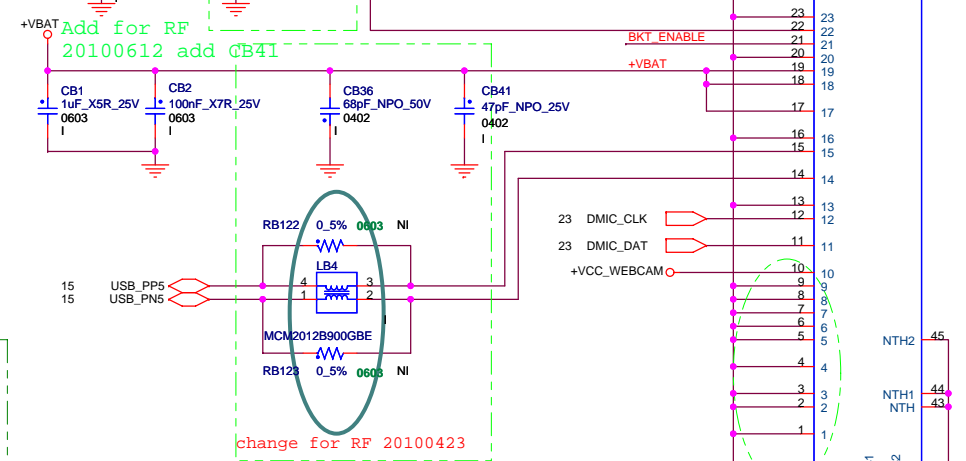 +VBAT
Add for RF
20100612 add CB41
CB1
1uF_X5R_25V
0603
I
CB2
100nF_X7R_25V
0603
I
CB36
68pF_NPO_50V
0402
CB41
47pF_NPO_25V
0402
I
BKT_ENABLE
+VBAT
RB122 0_5% 0603 NI
LB4
4 3
1 2
15 USB_PP5
15 USB_PN5
I
MCM2012B900GBE
RB123 0_5% 0603 NI
change for RF 20100423
23 DMIC_CLK
23 DMIC_DAT
+VCC_WEBCAM
23 23
22 22
21 21
20 20
19 19
18 18
17 17
16 16
15 15
14 14
13 13
12 12
11 11
10 10
9 9
8 8
7 7
6 6
5 5
4 4
3 3
2 2
1 1
NTH2 45
NTH1 44
NTH 43
1
2